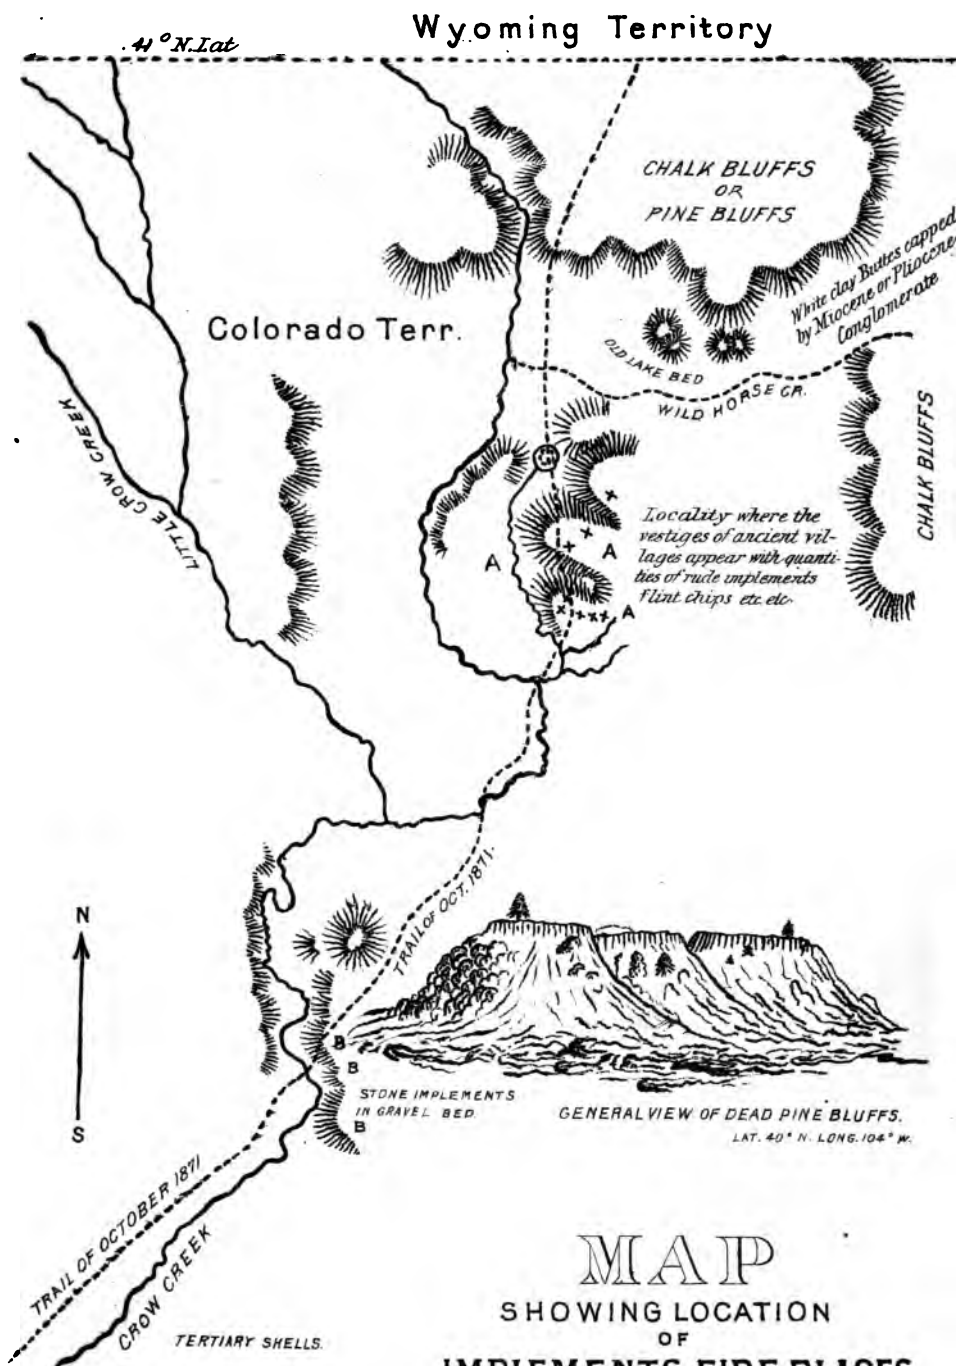 Wyoming Territory
41° N. Lat
CHALK BLUFFS
OR
PINE BLUFFS
White clay Buttes capped
by Miocene or Pliocene
Conglomerate
Colorado Terr.
OLD LAKE BED
WILD HORSE CR.
CHALK BLUFFS
LITTLE CROW CREEK
Locality where the
vestiges of ancient vil-
lages appear with quanti-
ties of rude implements
flint chips etc etc.
A
A
A
TRAIL OF OCT. 1871.
N
S
B
B
B
STONE IMPLEMENTS
IN GRAVEL BED.
GENERAL VIEW OF DEAD PINE BLUFFS.
LAT. 40° N. LONG. 104° W.
TRAIL OF OCTOBER 1871
CROW CREEK
TERTIARY SHELLS.
MAP
SHOWING LOCATION
OF
IMPLEMENTS FIRE PLACES